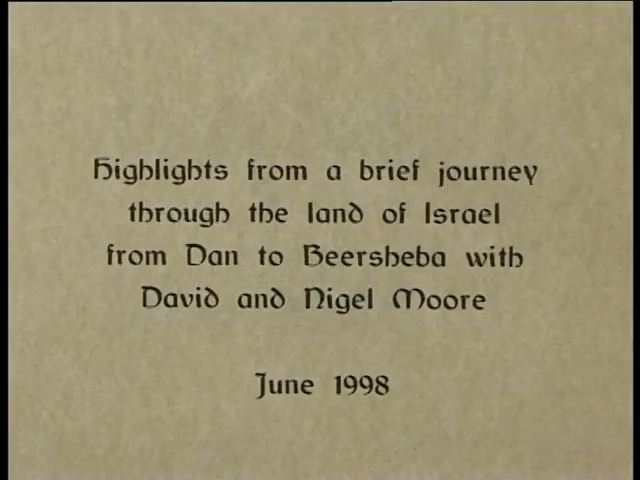 Highlights from a brief journey
through the land of Israel
from Dan to Beersheba with
David and Nigel Moore
June 1998